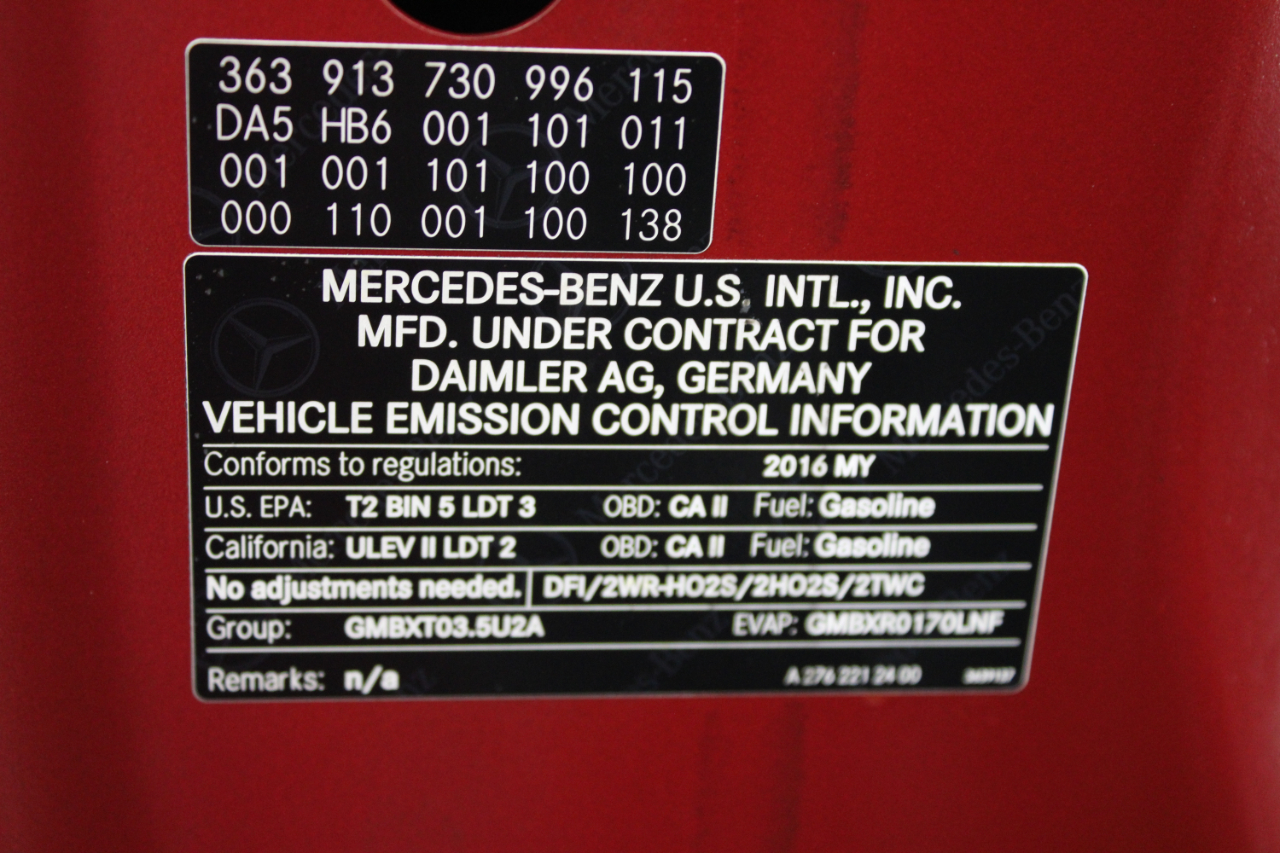 363 913 730 996 115
DA5 HB6 001 101 011
001 001 101 100 100
000 110 001 100 138
MERCEDES-BENZ U.S. INTL., INC.
MFD. UNDER CONTRACT FOR
DAIMLER AG, GERMANY
VEHICLE EMISSION CONTROL INFORMATION
Conforms to regulations: 2016 MY
U.S. EPA: T2 BIN 5 LDT 3 OBD: CA II Fuel: Gasoline
California: ULEV II LDT 2 OBD: CA II Fuel: Gasoline
No adjustments needed. DFI/2WR-HO2S/2HO2S/2TWC
Group: GMBXT03.5U2A EVAP: GMBXR0170LNF
Remarks: n/a A 276 221 24 00